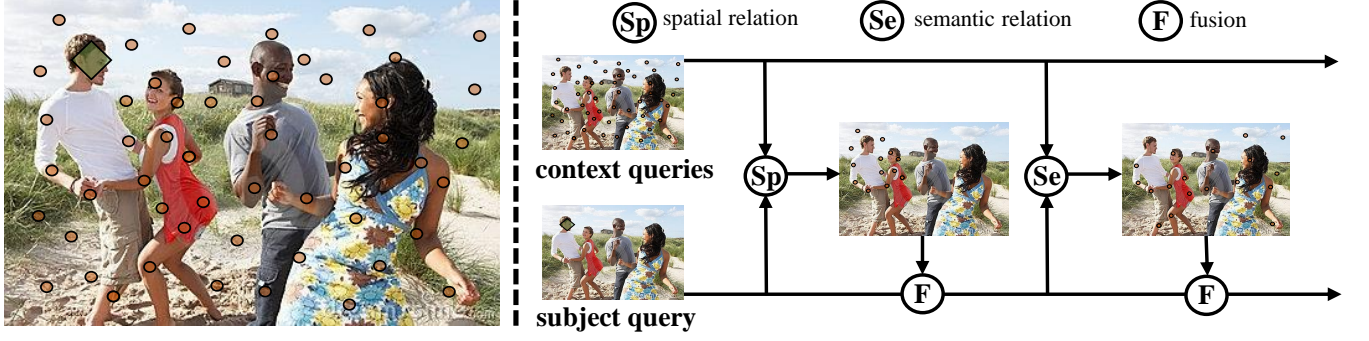 Sp spatial relation
Se semantic relation
F fusion
context queries
Sp
Se
subject query
F
F